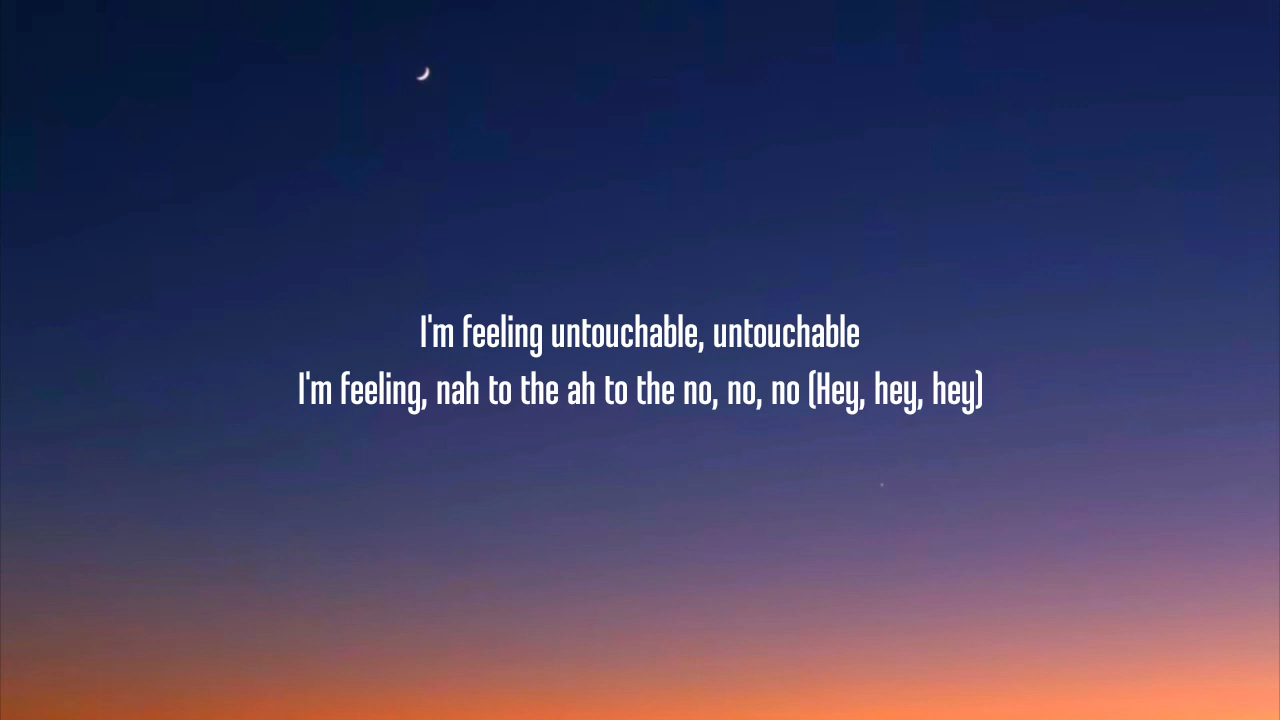 I'm feeling untouchable, untouchable
I'm feeling, nah to the ah to the no, no, no (Hey, hey, hey)